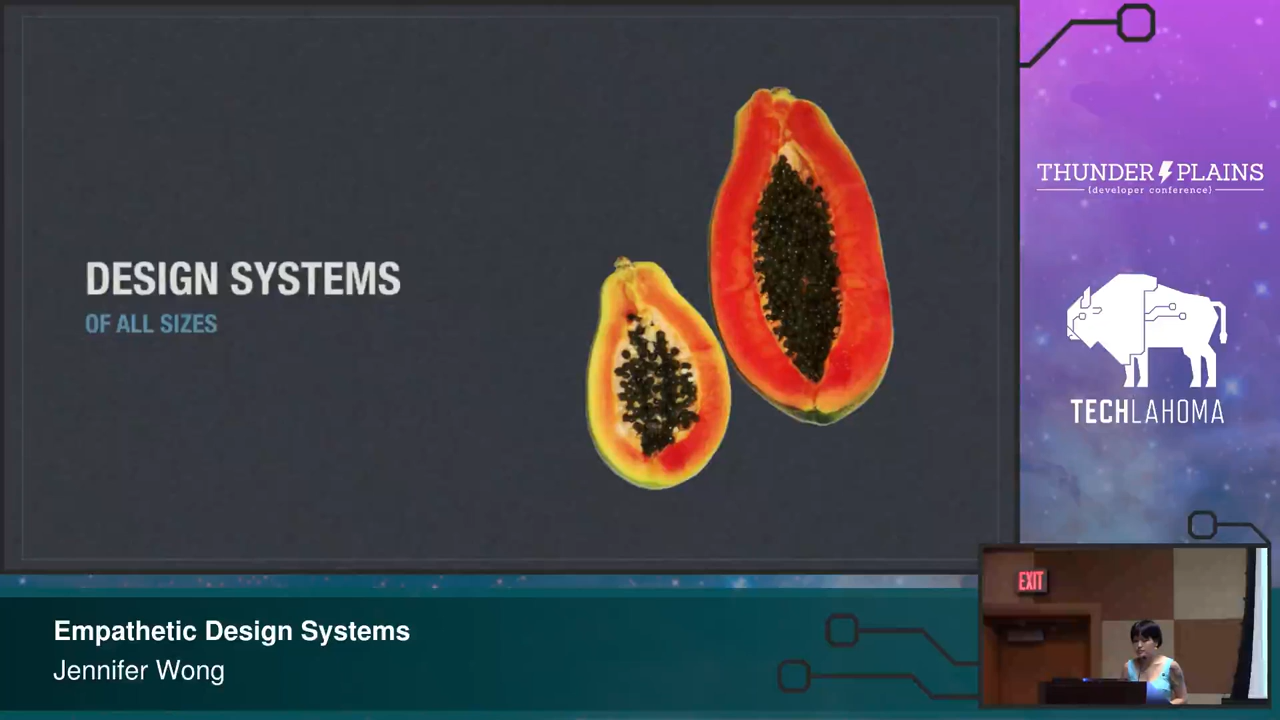 DESIGN SYSTEMS
OF ALL SIZES
THUNDER PLAINS
{developer conference}
TECHLAHOMA
EXIT
Empathetic Design Systems
Jennifer Wong